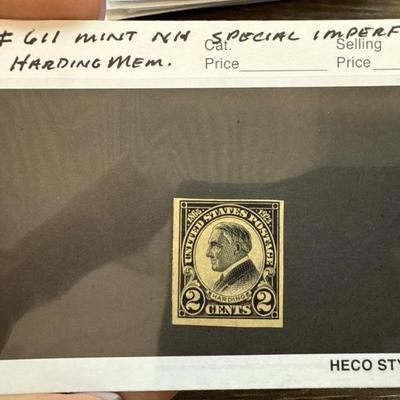 # 611 MINT NH SPECIAL IMPERF
HARDING MEM.
Cat.
Price
Selling
Price
1865 1923
UNITED STATES POSTAGE
HARDING
2 CENTS 2
HECO STY